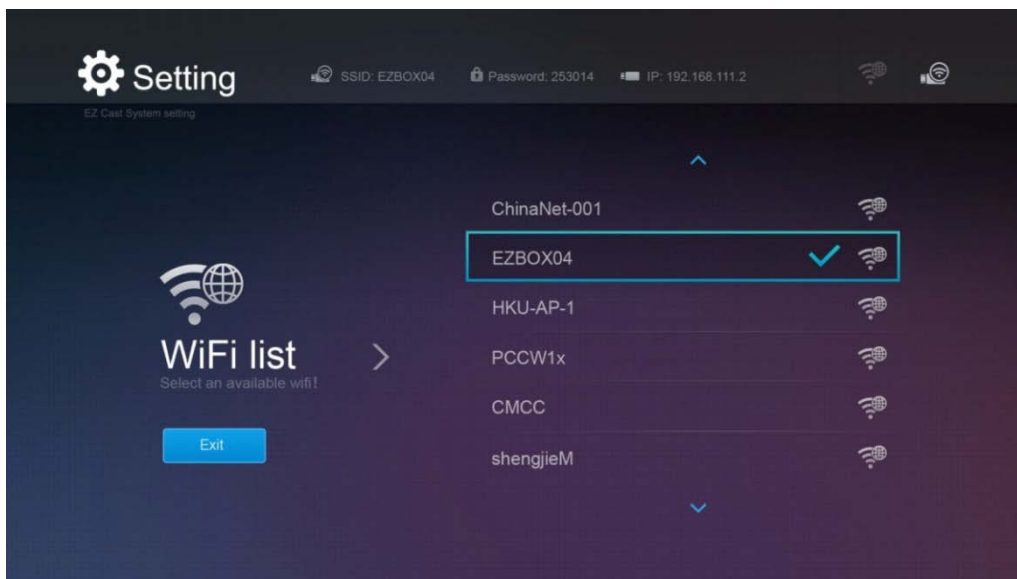 Setting
SSID: EZBOX04
Password: 253014
IP: 192.168.111.2
EZ Cast System setting
ChinaNet-001
EZBOX04
HKU-AP-1
WiFi list
PCCW1x
Select an available wifi!
CMCC
Exit
shengjieM